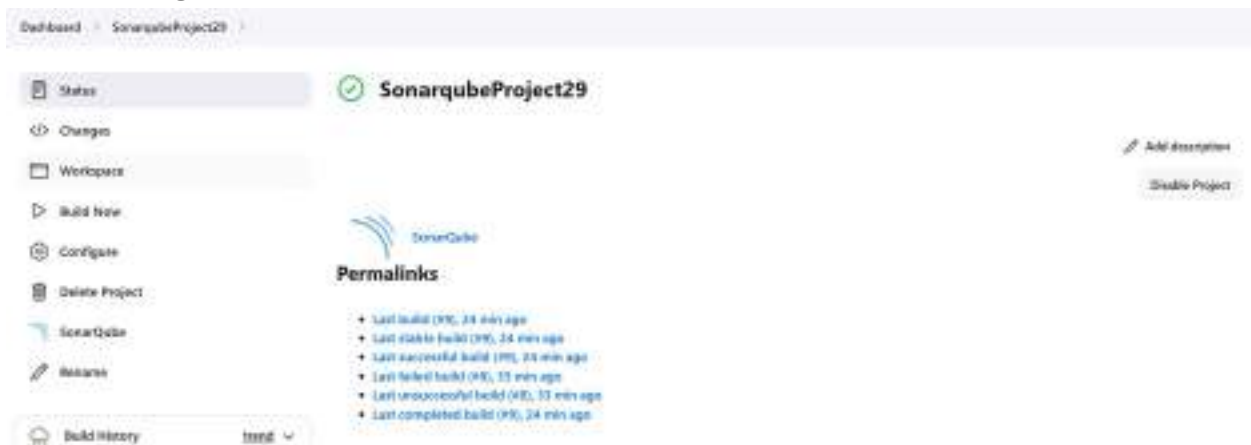 Dashboard > SonarqubeProject29 >
Status
Changes
Workspace
Build Now
Configure
Delete Project
SonarQube
Rename
Build History trend
SonarqubeProject29
Add description
Disable Project
SonarQube
Permalinks
Last build (#9), 24 min ago
Last stable build (#9), 24 min ago
Last successful build (#9), 24 min ago
Last failed build (#8), 33 min ago
Last unsuccessful build (#8), 33 min ago
Last completed build (#9), 24 min ago